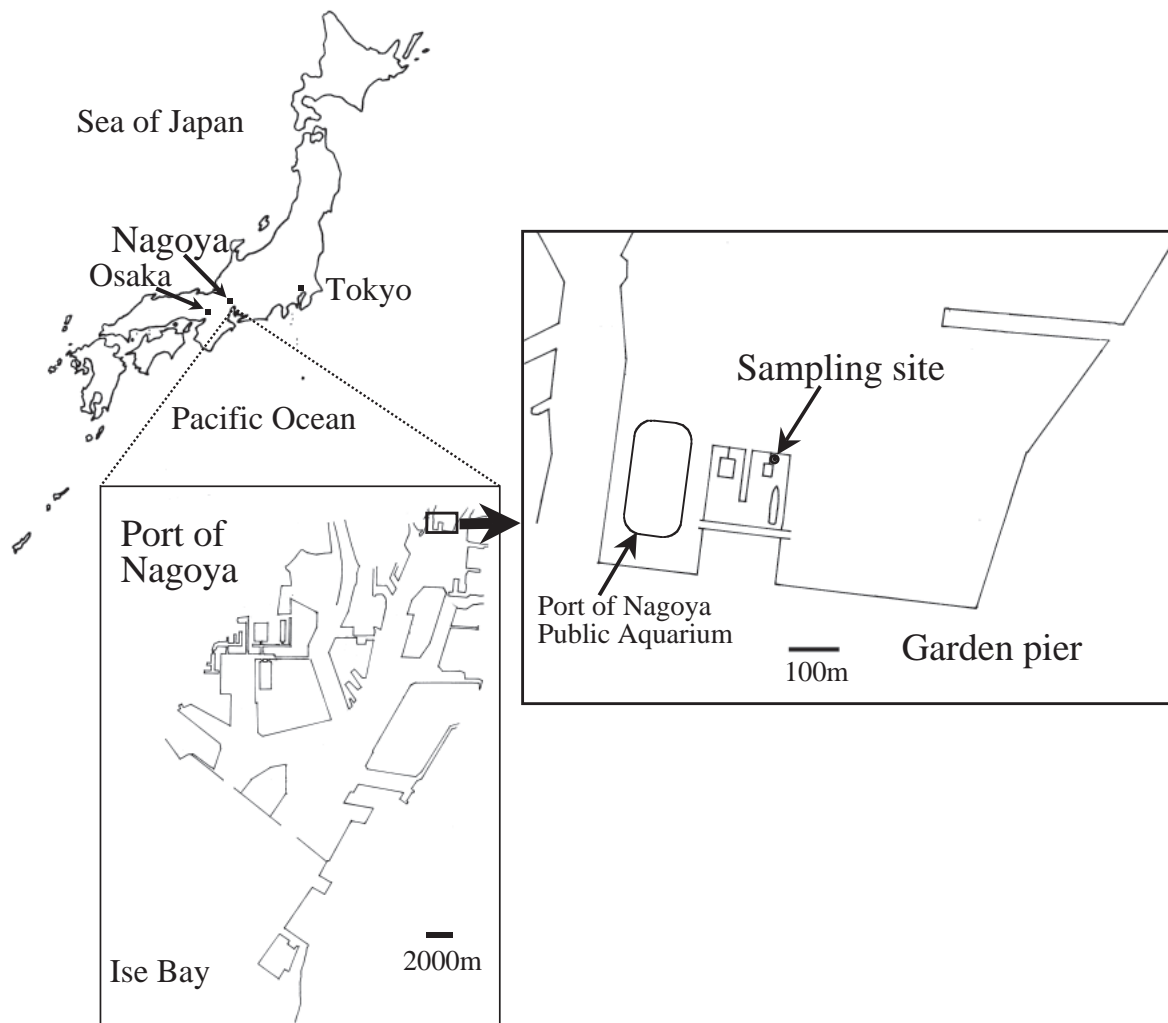 Sea of Japan
Nagoya
Osaka
Tokyo
Pacific Ocean
Port of
Nagoya
Ise Bay
2000m
Sampling site
Port of Nagoya
Public Aquarium
100m
Garden pier